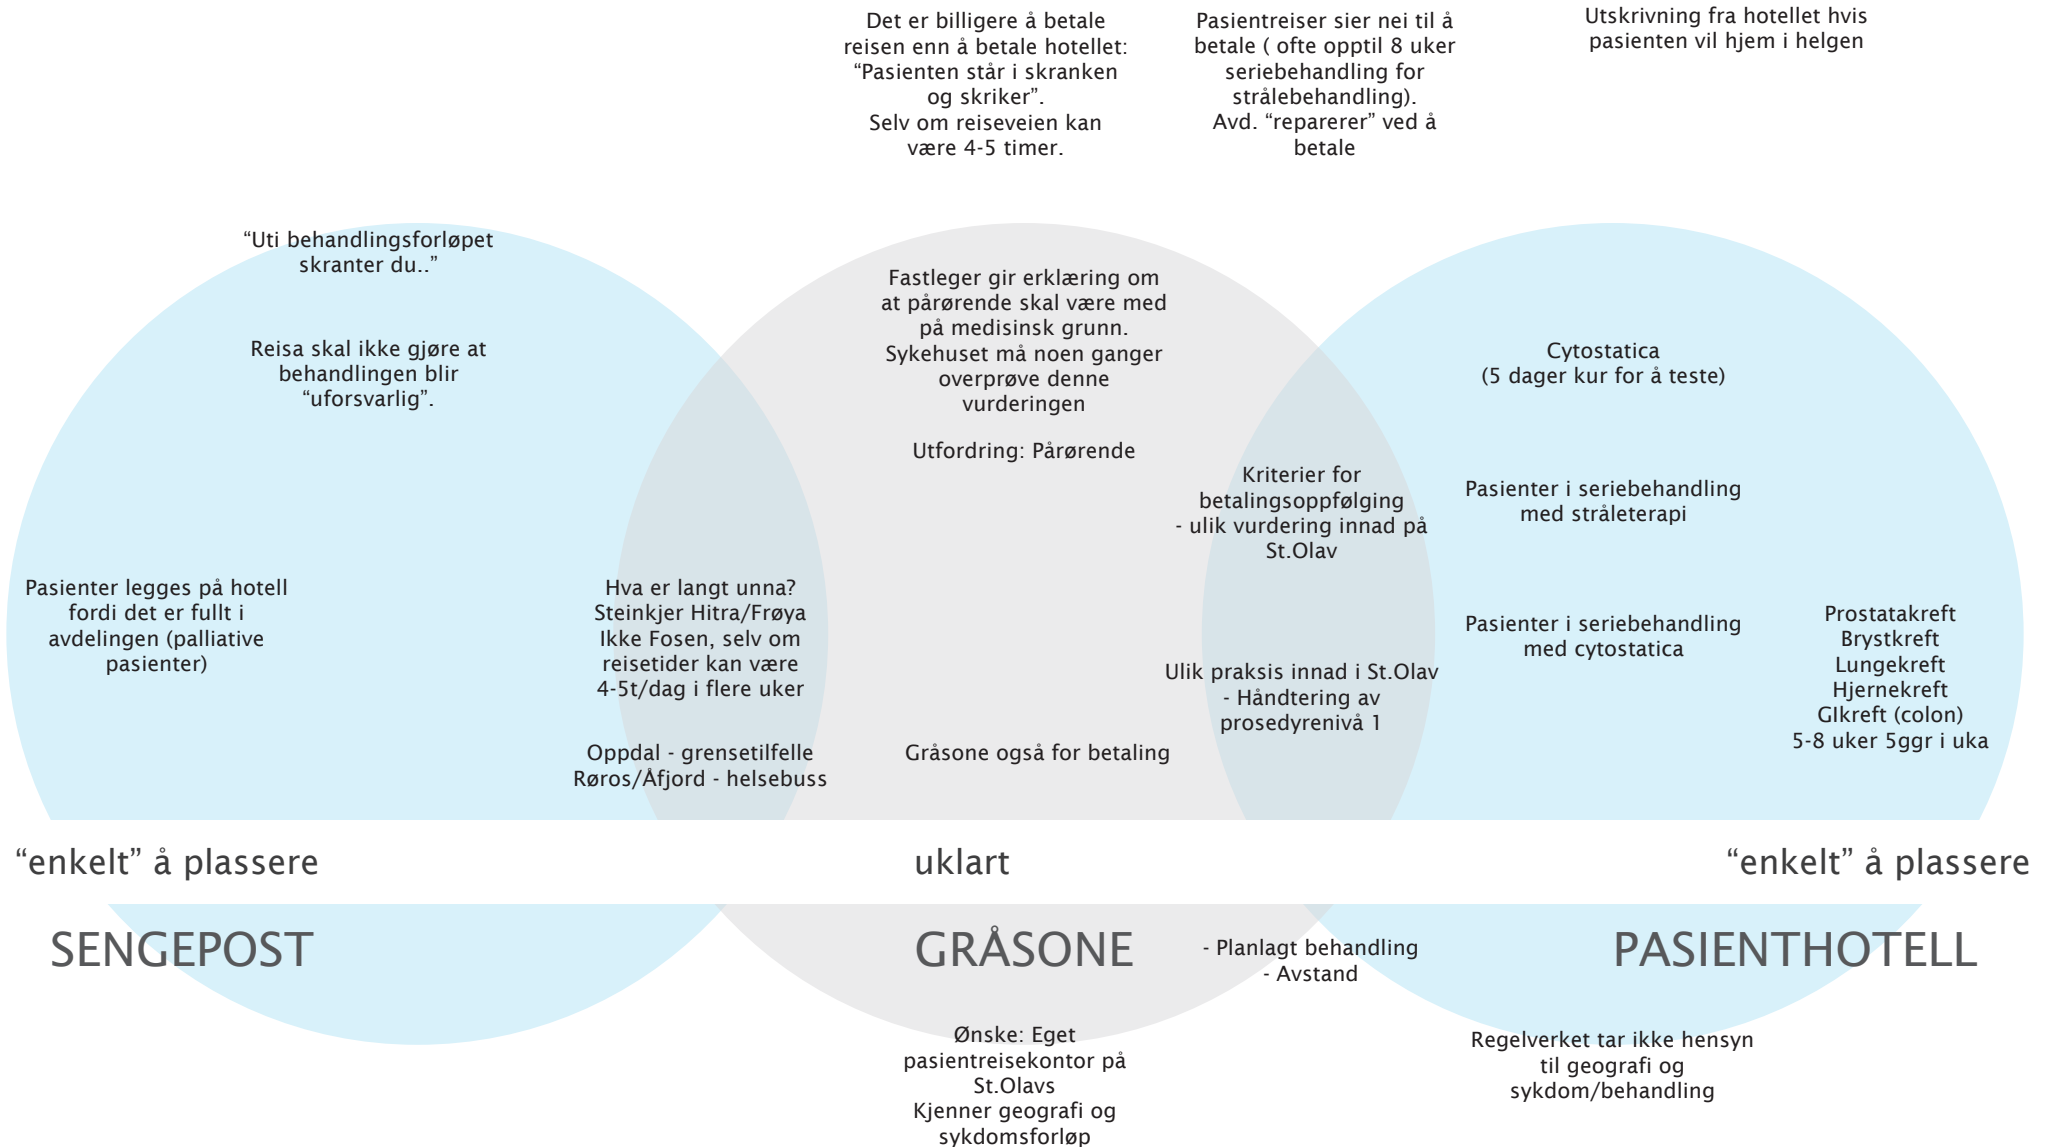 Det er billigere å betale
reisen enn å betale hotellet:
“Pasienten står i skranken
og skriker”.
Selv om reiseveien kan
være 4-5 timer.
Pasientreiser sier nei til å
betale ( ofte opptil 8 uker
seriebehandling for
strålebehandling).
Avd. “reparerer” ved å
betale
Utskrivning fra hotellet hvis
pasienten vil hjem i helgen
“Uti behandlingsforløpet
skranter du..”
Reisa skal ikke gjøre at
behandlingen blir
“uforsvarlig”.
Pasienter legges på hotell
fordi det er fullt i
avdelingen (palliative
pasienter)
Hva er langt unna?
Steinkjer Hitra/Frøya
Ikke Fosen, selv om
reisetider kan være
4-5t/dag i flere uker
Oppdal - grensetilfelle
Røros/Åfjord - helsebuss
Fastleger gir erklæring om
at pårørende skal være med
på medisinsk grunn.
Sykehuset må noen ganger
overprøve denne
vurderingen
Utfordring: Pårørende
Gråsone også for betaling
Kriterier for
betalingsoppfølging
- ulik vurdering innad på
St.Olav
Ulik praksis innad i St.Olav
- Håndtering av
prosedyrenivå 1
Cytostatica
(5 dager kur for å teste)
Pasienter i seriebehandling
med stråleterapi
Pasienter i seriebehandling
med cytostatica
Prostatakreft
Brystkreft
Lungekreft
Hjernekreft
GIkreft (colon)
5-8 uker 5ggr i uka
“enkelt” å plassere
uklart
“enkelt” å plassere
SENGEPOST
GRÅSONE
- Planlagt behandling
- Avstand
PASIENTHOTELL
Ønske: Eget
pasientreisekontor på
St.Olavs
Kjenner geografi og
sykdomsforløp
Regelverket tar ikke hensyn
til geografi og
sykdom/behandling